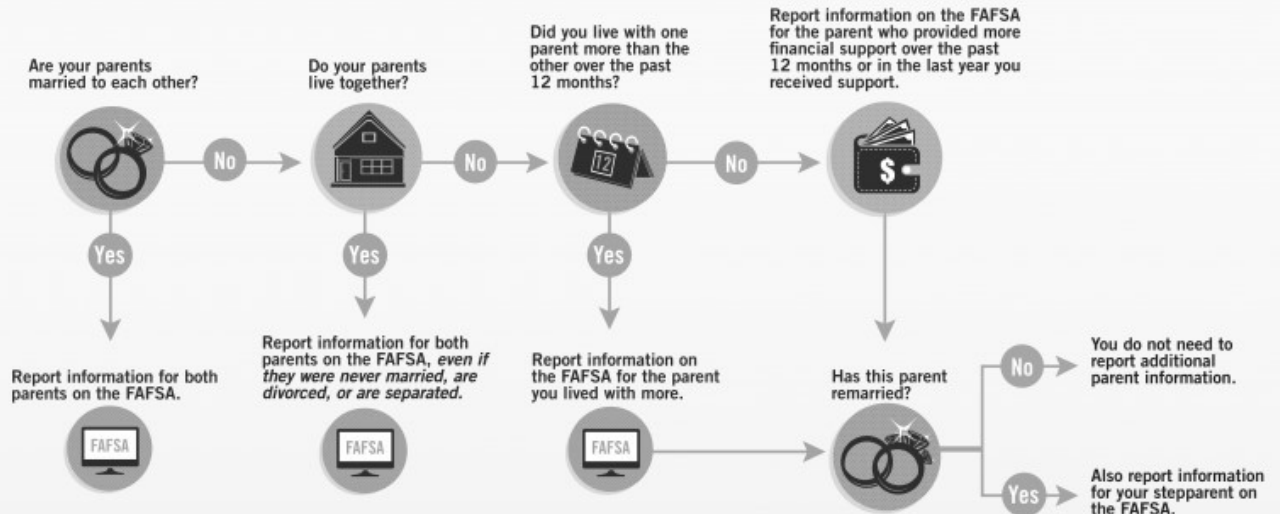 Are your parents
married to each other?
Do your parents
live together?
Did you live with one
parent more than the
other over the past
12 months?
Report information on the FAFSA
for the parent who provided more
financial support over the past
12 months or in the last year you
received support.
No
No
12
No
$
Yes
Yes
Yes
Report information for both
parents on the FAFSA.
FAFSA
Report information for both
parents on the FAFSA, even if
they were never married, are
divorced, or are separated.
FAFSA
Report information on
the FAFSA for the parent
you lived with more.
FAFSA
Has this parent
remarried?
No
You do not need to
report additional
parent information.
Yes
Also report information
for your stepparent on
the FAFSA.